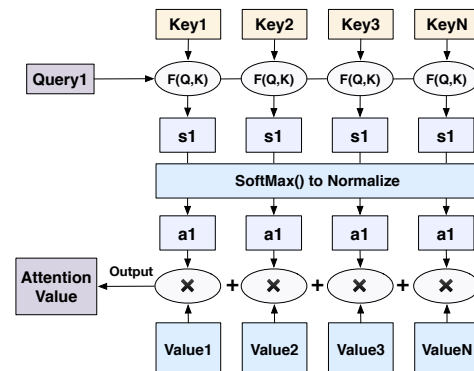 Key1 Key2 Key3 KeyN
Query1 F(Q,K) F(Q,K) F(Q,K) F(Q,K)
s1 s1 s1 s1
SoftMax() to Normalize
a1 a1 a1 a1
Attention
Value
Output
+ + +
Value1 Value2 Value3 ValueN